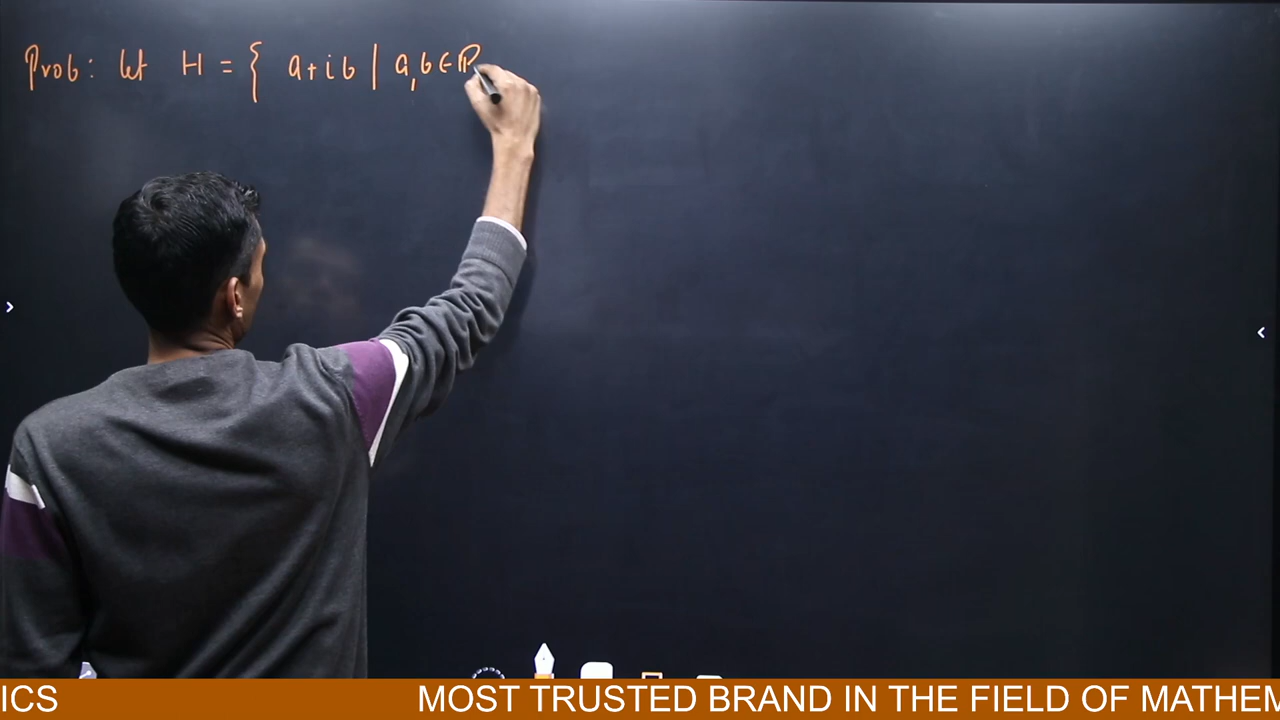 Prob: let H = { a+ib | a,b ∈ ℝ
ICS MOST TRUSTED BRAND IN THE FIELD OF MATHEM